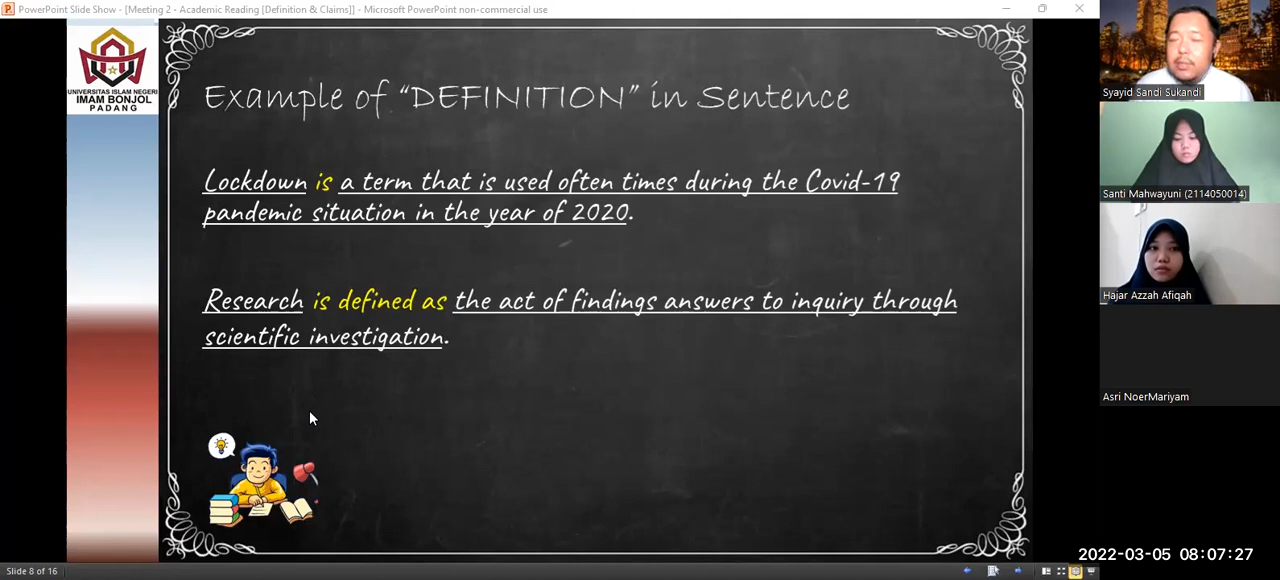 PowerPoint Slide Show - [Meeting 2 - Academic Reading [Definition & Claims]] - Microsoft PowerPoint non-commercial use
UNIVERSITAS ISLAM NEGERI
IMAM BONJOL
PADANG
Example of "DEFINITION" in Sentence
Lockdown is a term that is used often times during the Covid-19
pandemic situation in the year of 2020.
Research is defined as the act of findings answers to inquiry through
scientific investigation.
Syayid Sandi Sukandi
Santi Mahwayuni (2114050014)
Hajar Azzah Afiqah
Asri NoerMariyam
2022-03-05 08:07:27
Slide 8 of 16